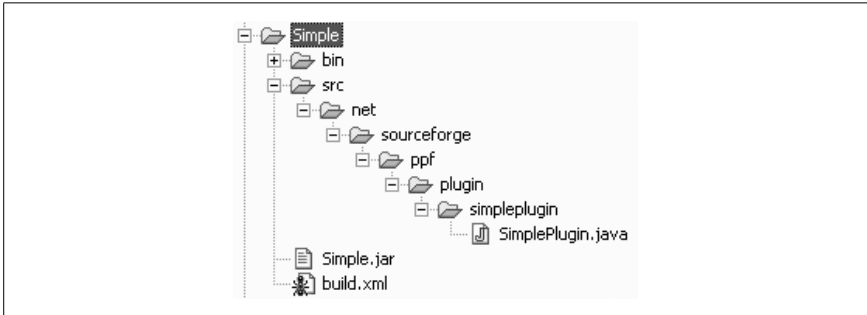 Simple
bin
src
net
sourceforge
ppf
plugin
simpleplugin
SimplePlugin.java
Simple.jar
build.xml